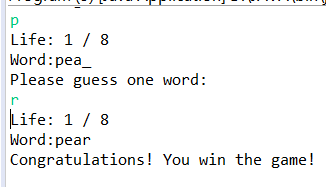 p
Life: 1 / 8
Word:pea_
Please guess one word:
r
Life: 1 / 8
Word:pear
Congratulations! You win the game!